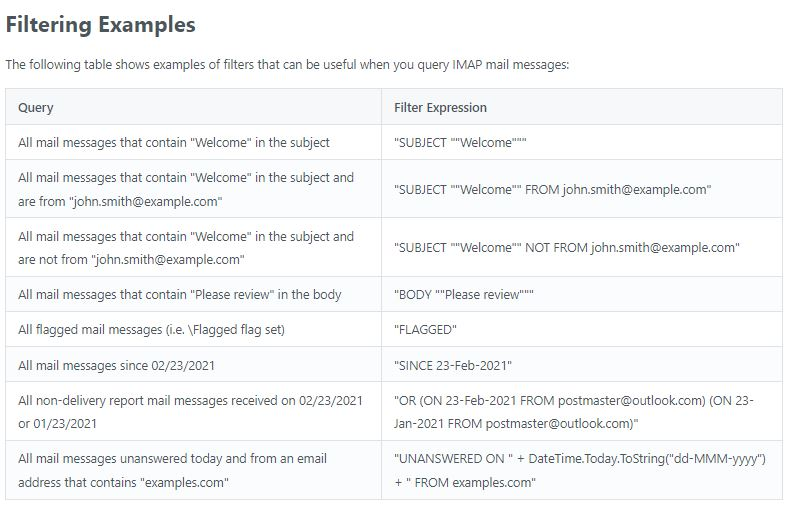 Filtering Examples
The following table shows examples of filters that can be useful when you query IMAP mail messages:
Query
Filter Expression
All mail messages that contain "Welcome" in the subject
"SUBJECT ""Welcome"""
All mail messages that contain "Welcome" in the subject and
are from "john.smith@example.com"
"SUBJECT ""Welcome"" FROM john.smith@example.com"
All mail messages that contain "Welcome" in the subject and
are not from "john.smith@example.com"
"SUBJECT ""Welcome"" NOT FROM john.smith@example.com"
All mail messages that contain "Please review" in the body
"BODY ""Please review"""
All flagged mail messages (i.e. \Flagged flag set)
"FLAGGED"
All mail messages since 02/23/2021
"SINCE 23-Feb-2021"
All non-delivery report mail messages received on 02/23/2021
or 01/23/2021
"OR (ON 23-Feb-2021 FROM postmaster@outlook.com) (ON 23-
Jan-2021 FROM postmaster@outlook.com)"
All mail messages unanswered today and from an email
address that contains "examples.com"
"UNANSWERED ON " + DateTime.Today.ToString("dd-MMM-yyyy")
+ " FROM examples.com"